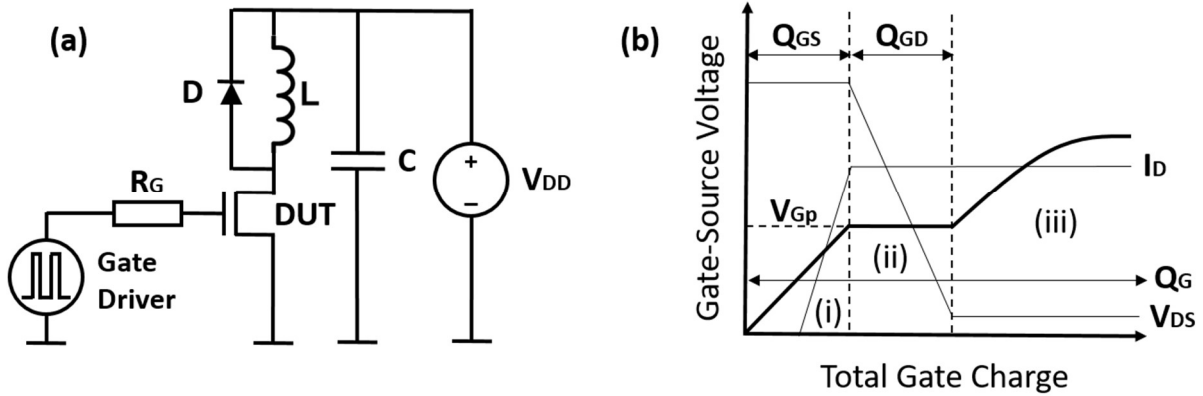 (a)
D
L
C
+
−
VDD
RG
DUT
Gate
Driver
(b)
Gate-Source Voltage
QGS
QGD
ID
VGp
(iii)
(ii)
QG
(i)
VDS
Total Gate Charge